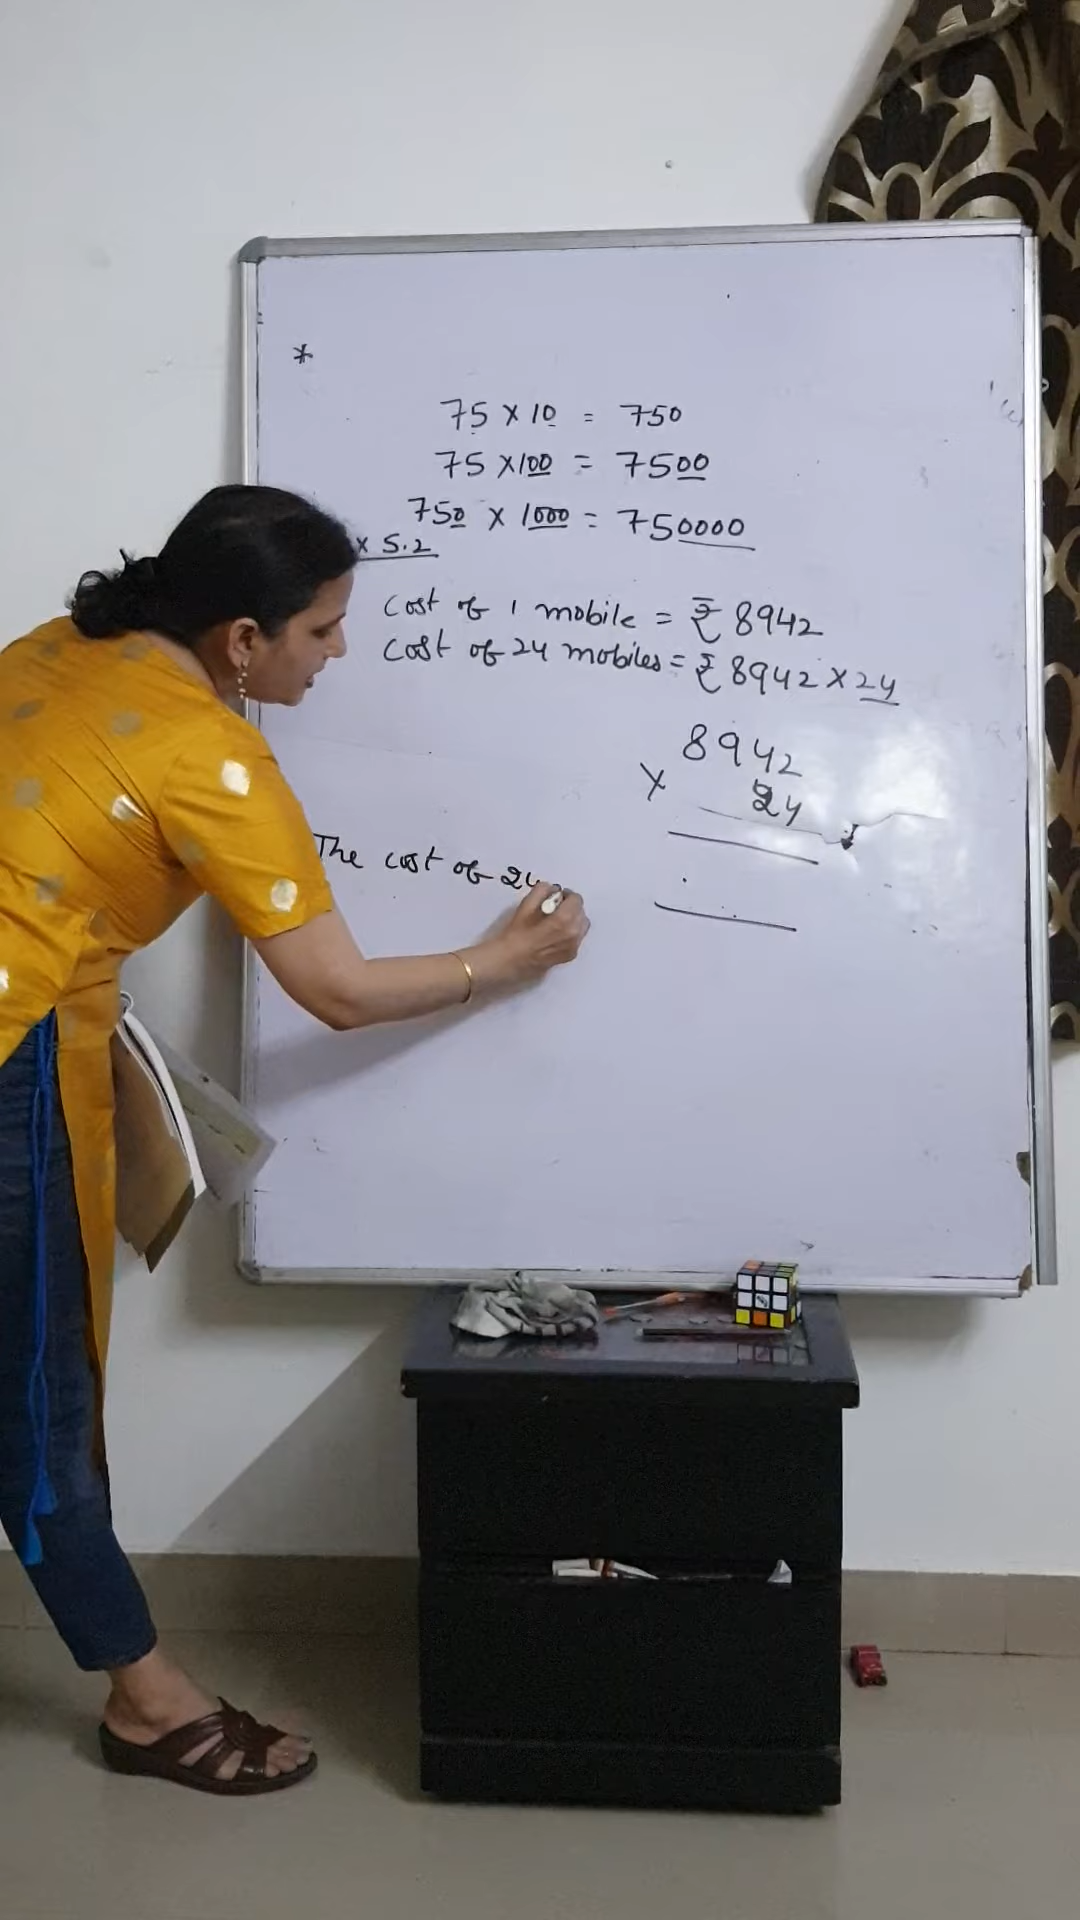 *
75 × 10 = 750
75 × 100 = 7500
750 × 1000 = 750000
x 5.2
Cost of 1 mobile = ₹ 8942
Cost of 24 mobiles = ₹ 8942 × 24
8942
× 24
The cost of 24